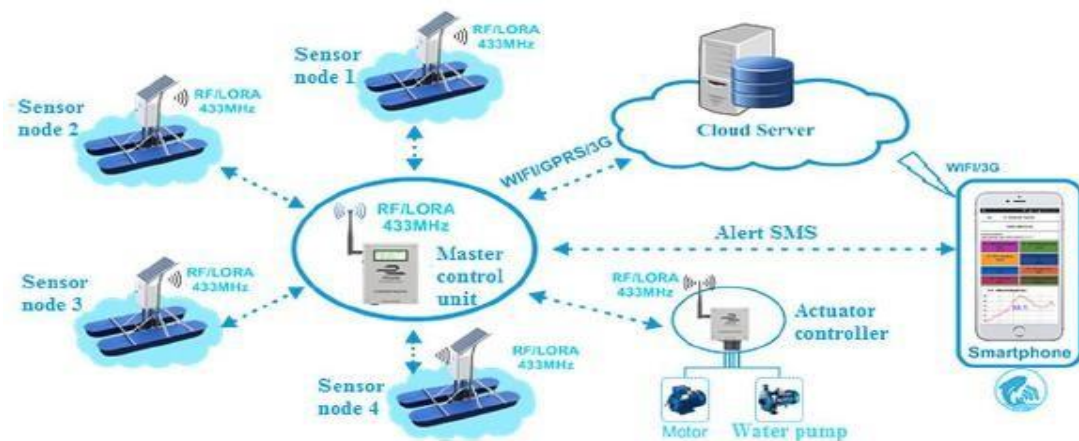 RF/LORA
433MHz
Sensor
node 1
Sensor
node 2
RF/LORA
433MHz
Cloud Server
WIFI/GPRS/3G
WIFI/3G
RF/LORA
433MHz
Master
control
unit
Alert SMS
Sensor
node 3
RF/LORA
433MHz
RF/LORA
433MHz
Actuator
controller
Smartphone
Sensor
node 4
RF/LORA
433MHz
Motor
Water pump